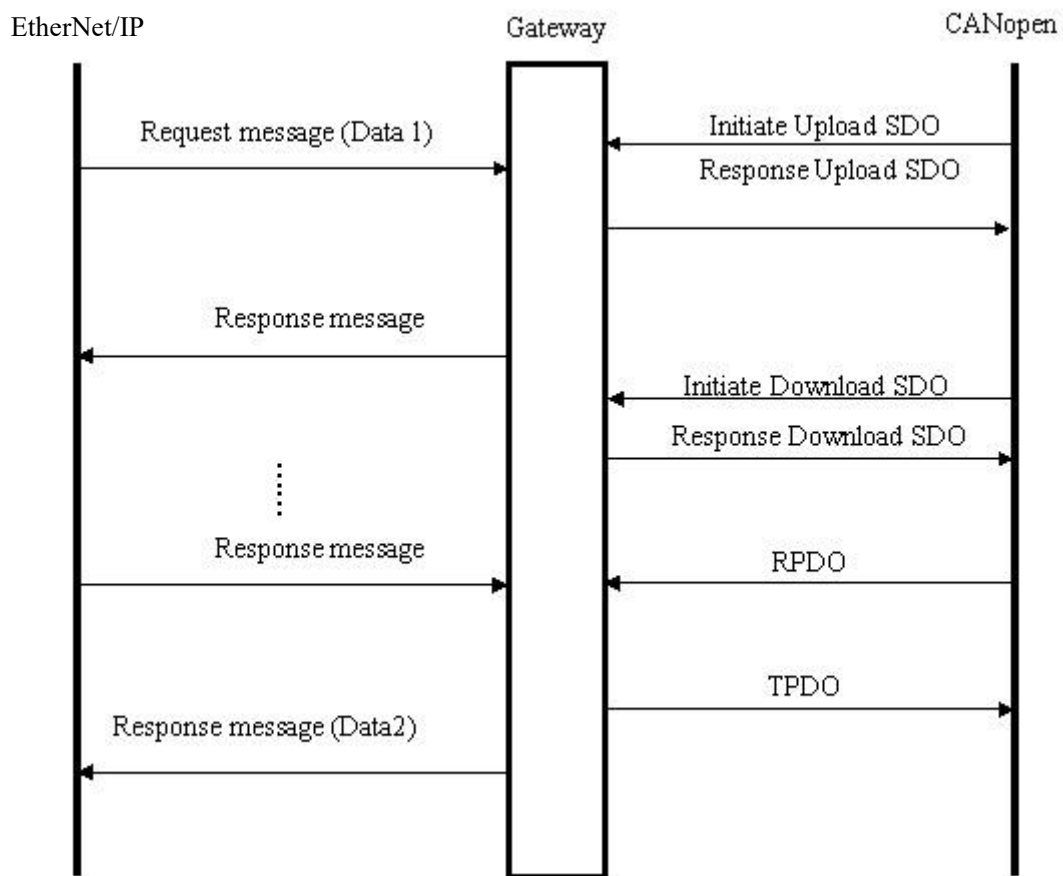 EtherNet/IP
Gateway
CANopen
Request message (Data 1)
Initiate Upload SDO
Response Upload SDO
Response message
Initiate Download SDO
Response Download SDO
Response message
RPDO
TPDO
Response message (Data2)